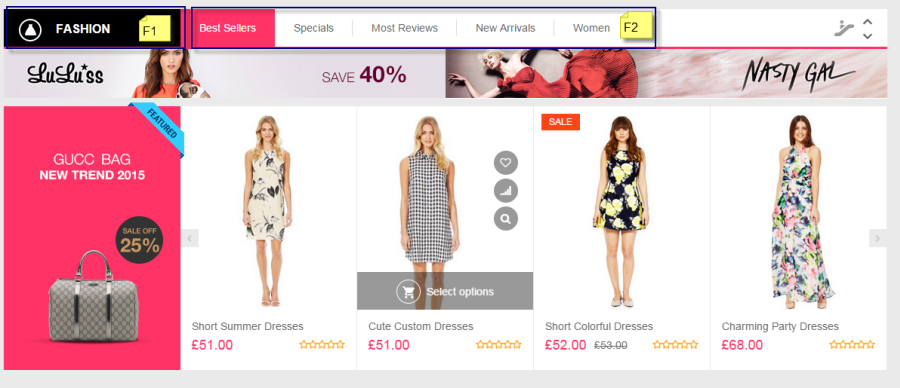 FASHION
F1
Best Sellers
Specials
Most Reviews
New Arrivals
Women
F2
LuLu*ss
SAVE 40%
NASTY GAL
FEATURED
GUCC BAG
NEW TREND 2015
SALE OFF
25%
SALE
Select options
Short Summer Dresses
£51.00
Cute Custom Dresses
£51.00
Short Colorful Dresses
£52.00 £53.00
Charming Party Dresses
£68.00